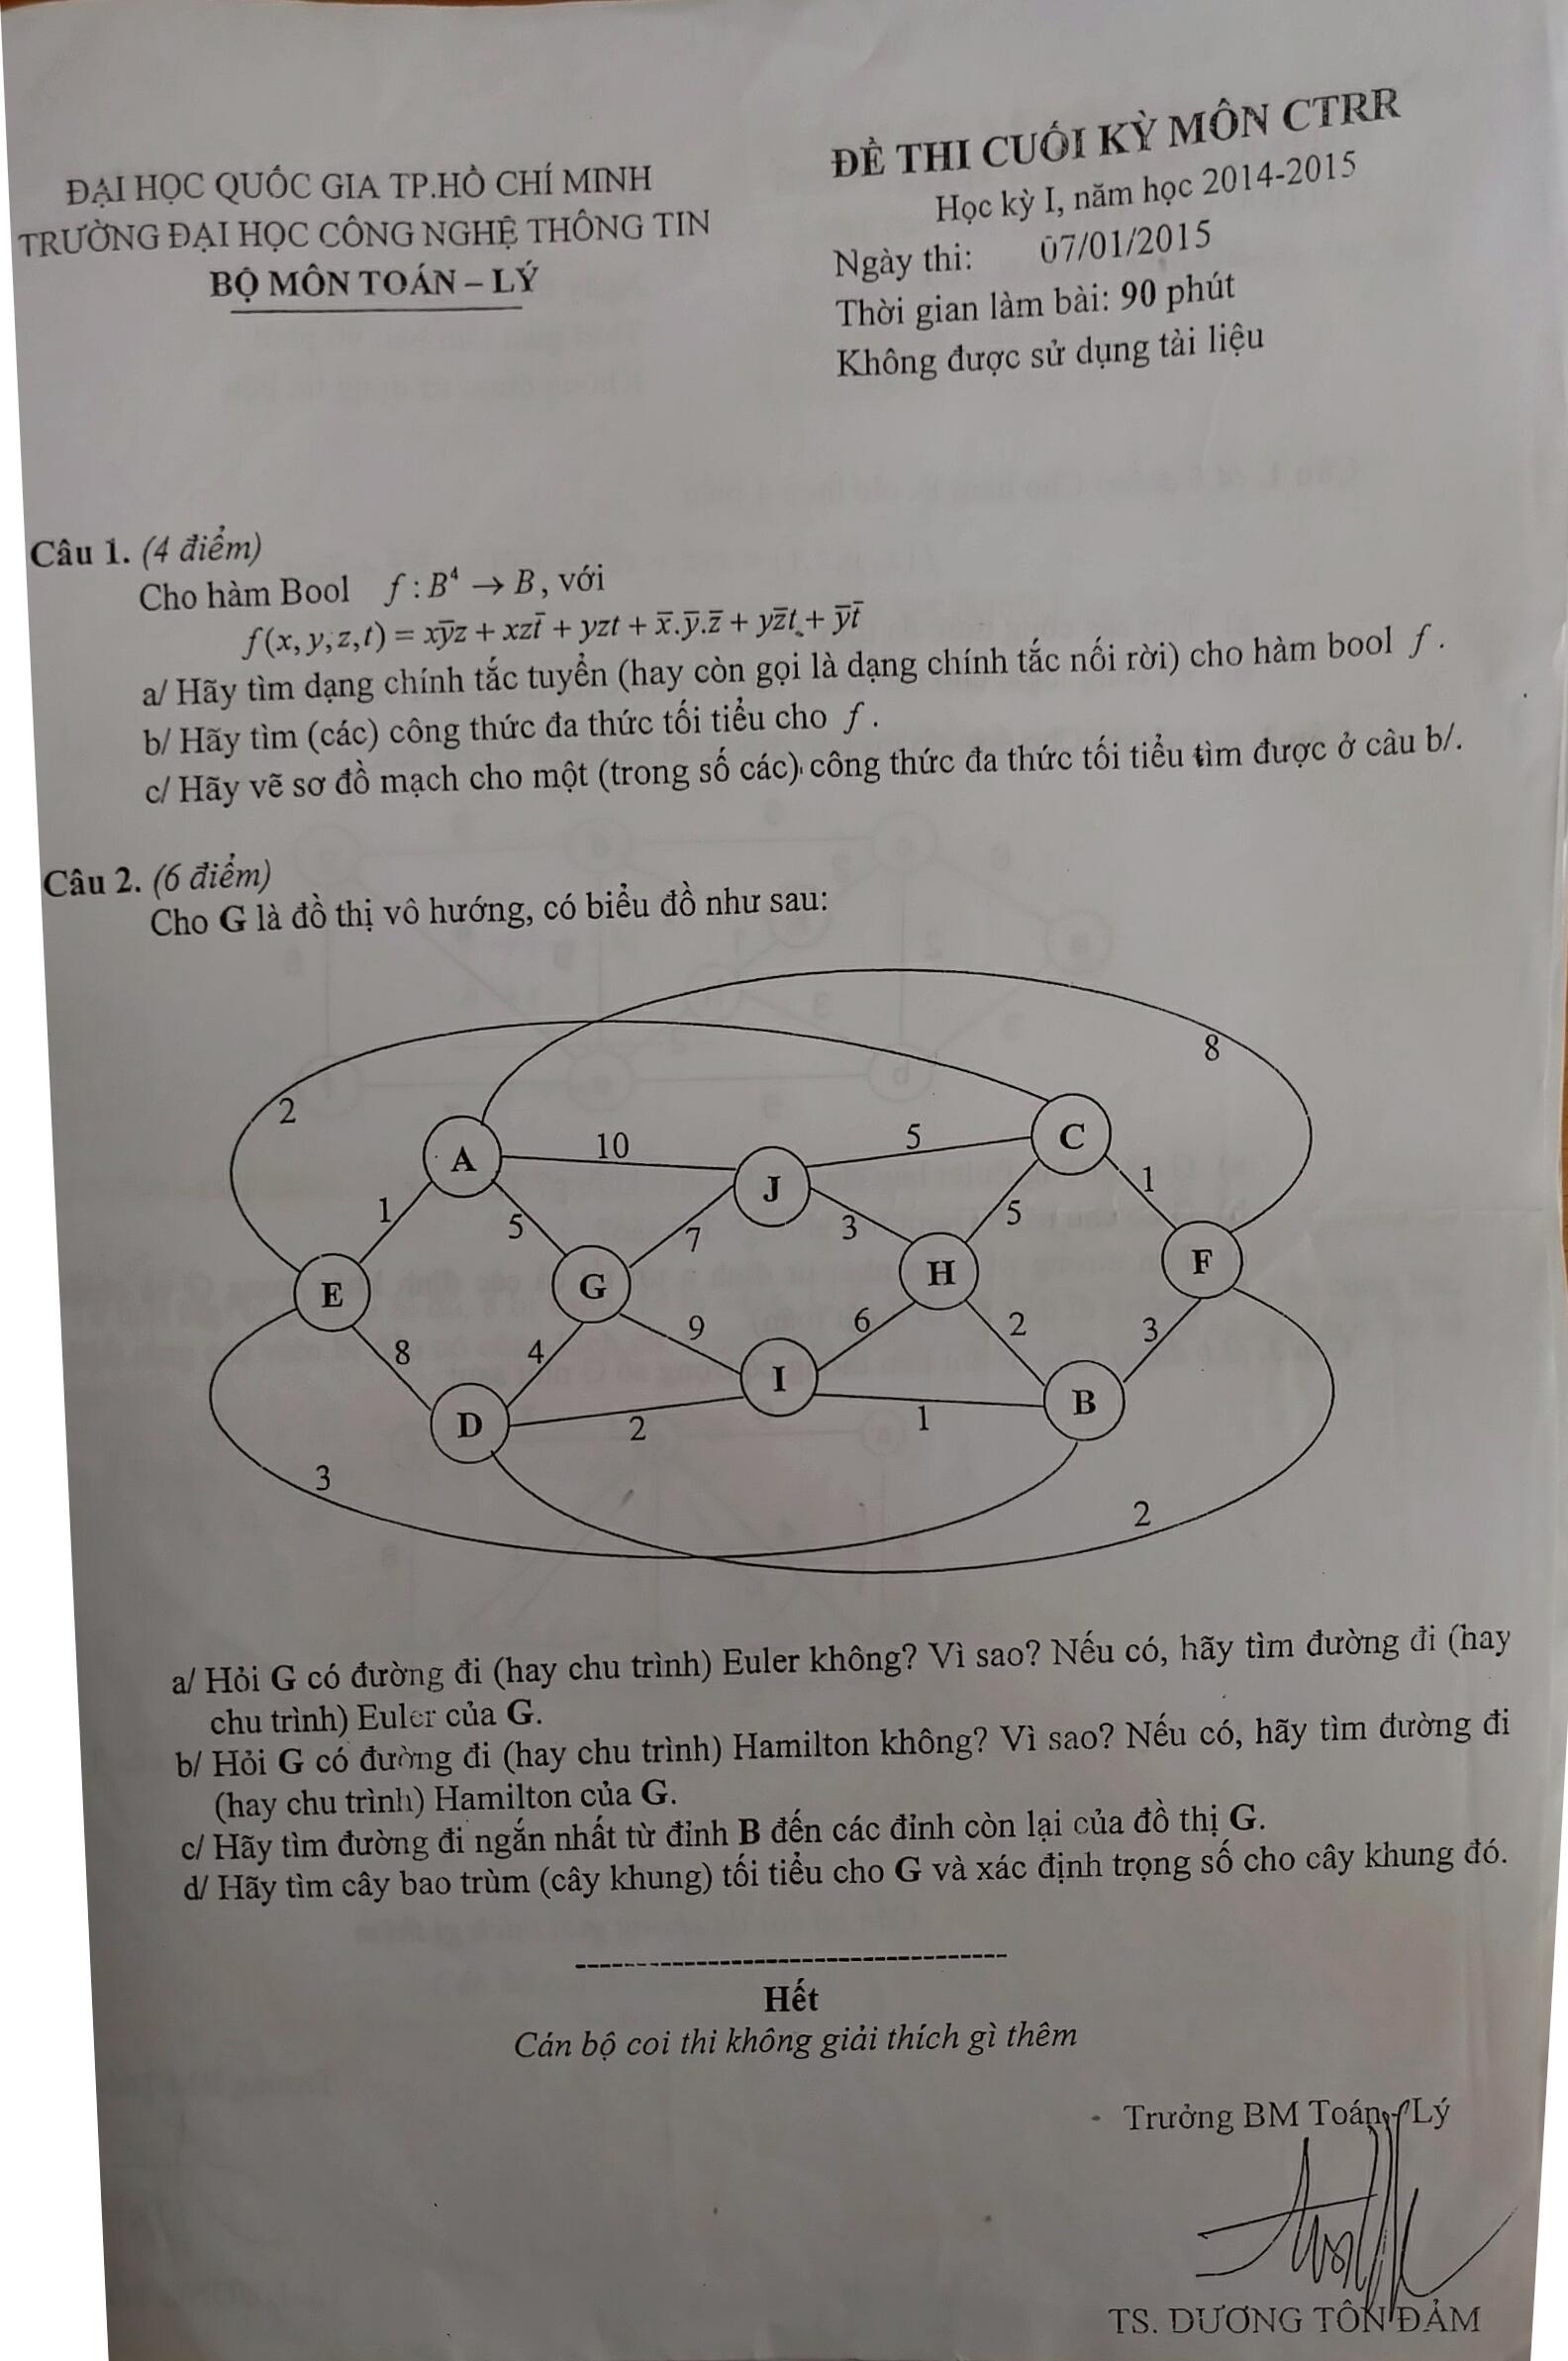 ĐẠI HỌC QUỐC GIA TP.HỒ CHÍ MINH
TRƯỜNG ĐẠI HỌC CÔNG NGHỆ THÔNG TIN
BỘ MÔN TOÁN – LÝ
ĐỀ THI CUỐI KỲ MÔN CTRR
Học kỳ I, năm học 2014-2015
Ngày thi: 07/01/2015
Thời gian làm bài: 90 phút
Không được sử dụng tài liệu
Câu 1. (4 điểm)
Cho hàm Bool f : B⁴ → B, với
f(x, y, z, t) = xy̅z + xzt̅ + yzt + x̅.y̅.z̅ + yz̅t + y̅t̅
a/ Hãy tìm dạng chính tắc tuyển (hay còn gọi là dạng chính tắc nối rời) cho hàm bool f .
b/ Hãy tìm (các) công thức đa thức tối tiểu cho f .
c/ Hãy vẽ sơ đồ mạch cho một (trong số các) công thức đa thức tối tiểu tìm được ở câu b/.
Câu 2. (6 điểm)
Cho G là đồ thị vô hướng, có biểu đồ như sau:
8
2
A
10
J
5
C
1
5
7
3
5
1
E
G
H
F
8
4
9
6
2
3
D
I
B
2
1
3
2
a/ Hỏi G có đường đi (hay chu trình) Euler không? Vì sao? Nếu có, hãy tìm đường đi (hay
chu trình) Euler của G.
b/ Hỏi G có đường đi (hay chu trình) Hamilton không? Vì sao? Nếu có, hãy tìm đường đi
(hay chu trình) Hamilton của G.
c/ Hãy tìm đường đi ngắn nhất từ đỉnh B đến các đỉnh còn lại của đồ thị G.
d/ Hãy tìm cây bao trùm (cây khung) tối tiểu cho G và xác định trọng số cho cây khung đó.
Hết
Cán bộ coi thi không giải thích gì thêm
Trưởng BM Toán - Lý
TS. DƯƠNG TÔN ĐẢM